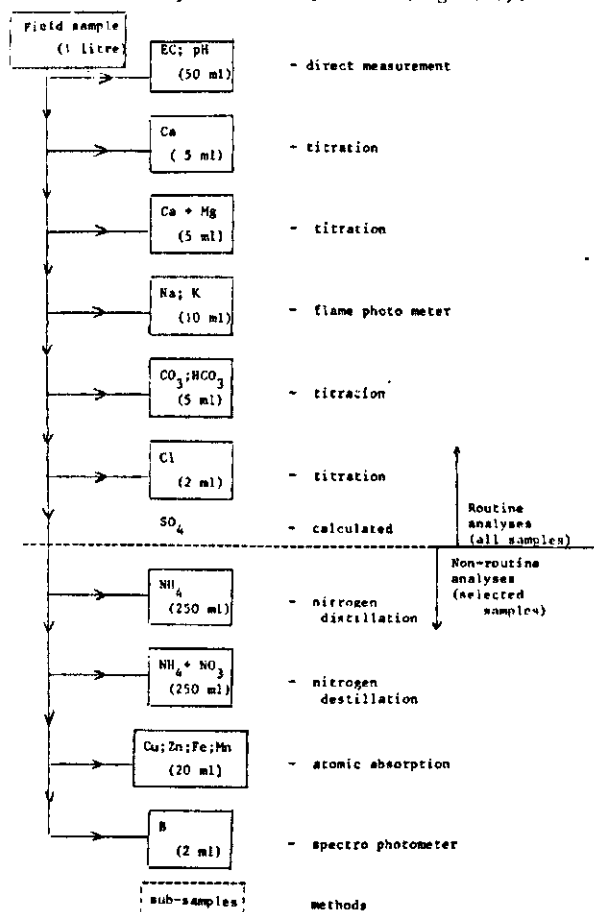 Field sample
(1 litre)
EC; pH
(50 ml)
- direct measurement
Ca
( 5 ml)
- titration
Ca + Mg
(5 ml)
- titration
Na; K
(10 ml)
- flame photo meter
CO3;HCO3
(5 ml)
- titration
Cl
(2 ml)
- titration
SO4
- calculated
Routine
analyses
(all samples)
Non-routine
analyses
(selected
samples)
NH4
(250 ml)
- nitrogen
distillation
NH4+ NO3
(250 ml)
- nitrogen
destillation
Cu;Zn;Fe;Mn
(20 ml)
- atomic absorption
B
(2 ml)
- spectro photometer
sub-samples
methods